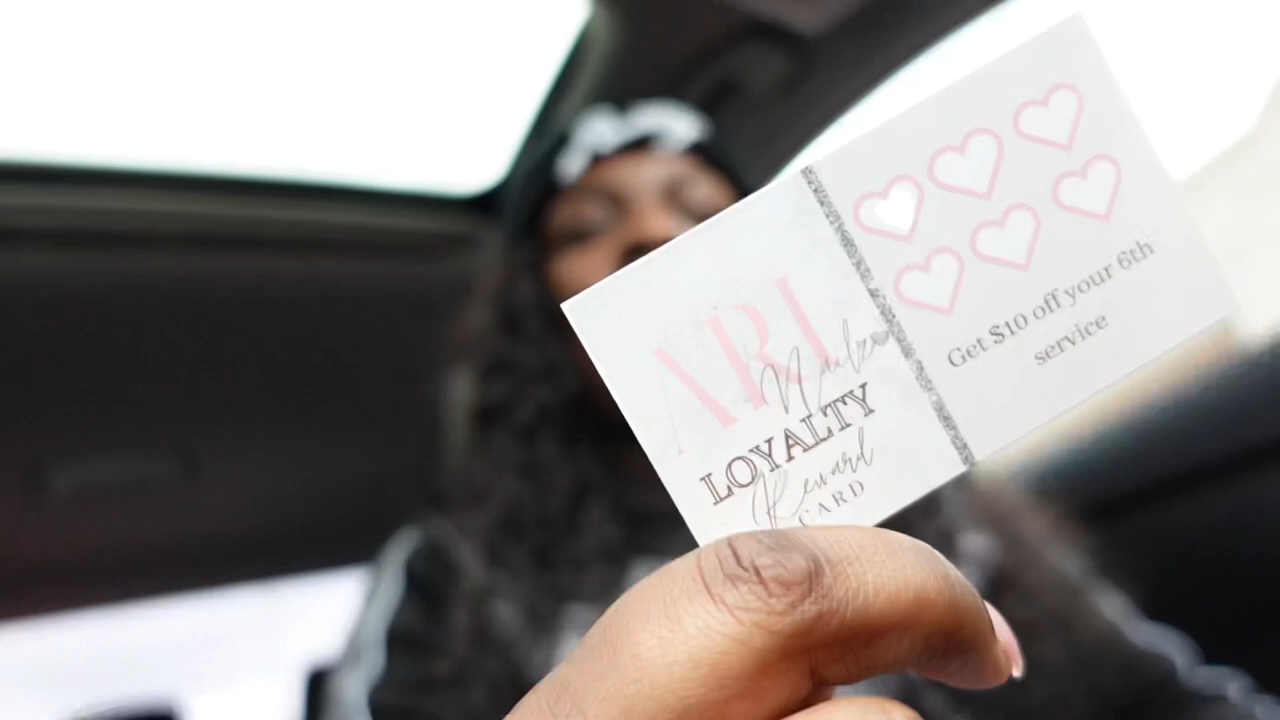 ARI
Nailz
LOYALTY
Reward
CARD
Get $10 off your 6th
service